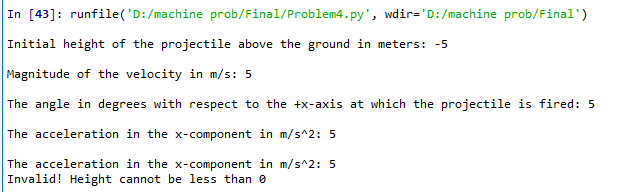 In [43]: runfile('D:/machine prob/Final/Problem4.py', wdir='D:/machine prob/Final')
Initial height of the projectile above the ground in meters: -5
Magnitude of the velocity in m/s: 5
The angle in degrees with respect to the +x-axis at which the projectile is fired: 5
The acceleration in the x-component in m/s^2: 5
The acceleration in the x-component in m/s^2: 5
Invalid! Height cannot be less than 0